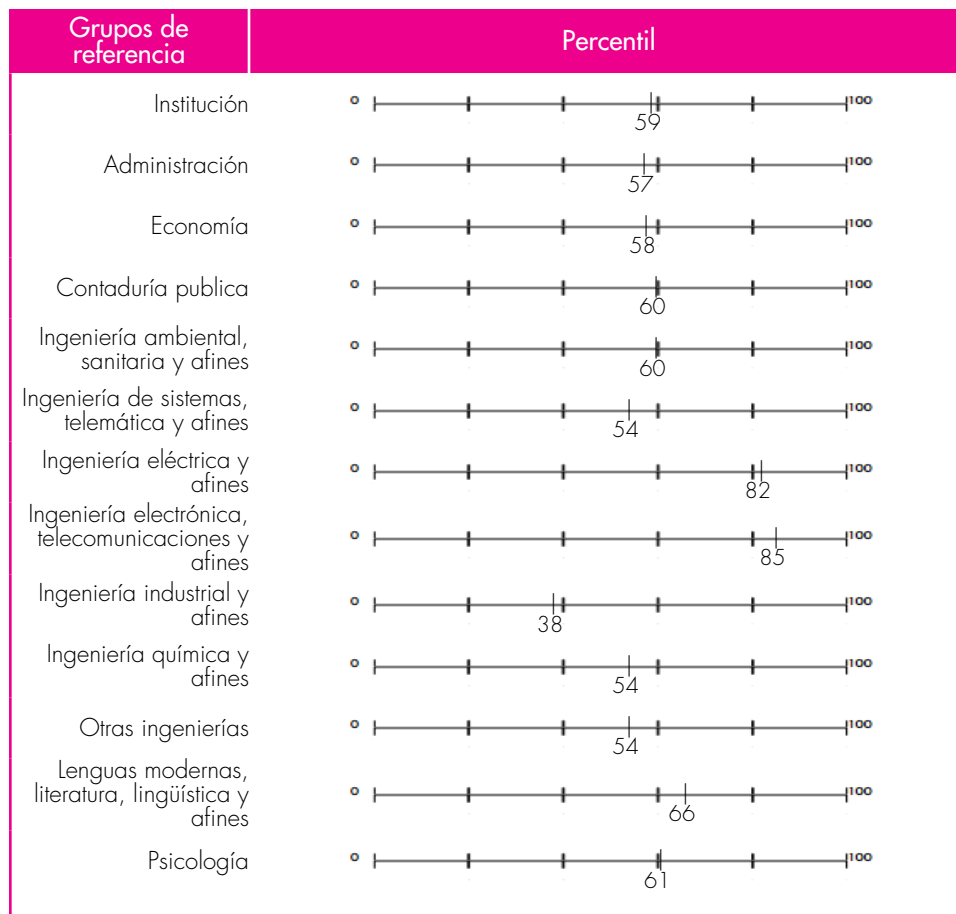 Grupos de
referencia
Percentil
Institución
0 100
59
Administración
0 100
57
Economía
0 100
58
Contaduría publica
0 100
60
Ingeniería ambiental,
sanitaria y afines
0 100
60
Ingeniería de sistemas,
telemática y afines
0 100
54
Ingeniería eléctrica y
afines
0 100
82
Ingeniería electrónica,
telecomunicaciones y
afines
0 100
85
Ingeniería industrial y
afines
0 100
38
Ingeniería química y
afines
0 100
54
Otras ingenierías
0 100
54
Lenguas modernas,
literatura, lingüística y
afines
0 100
66
Psicología
0 100
61